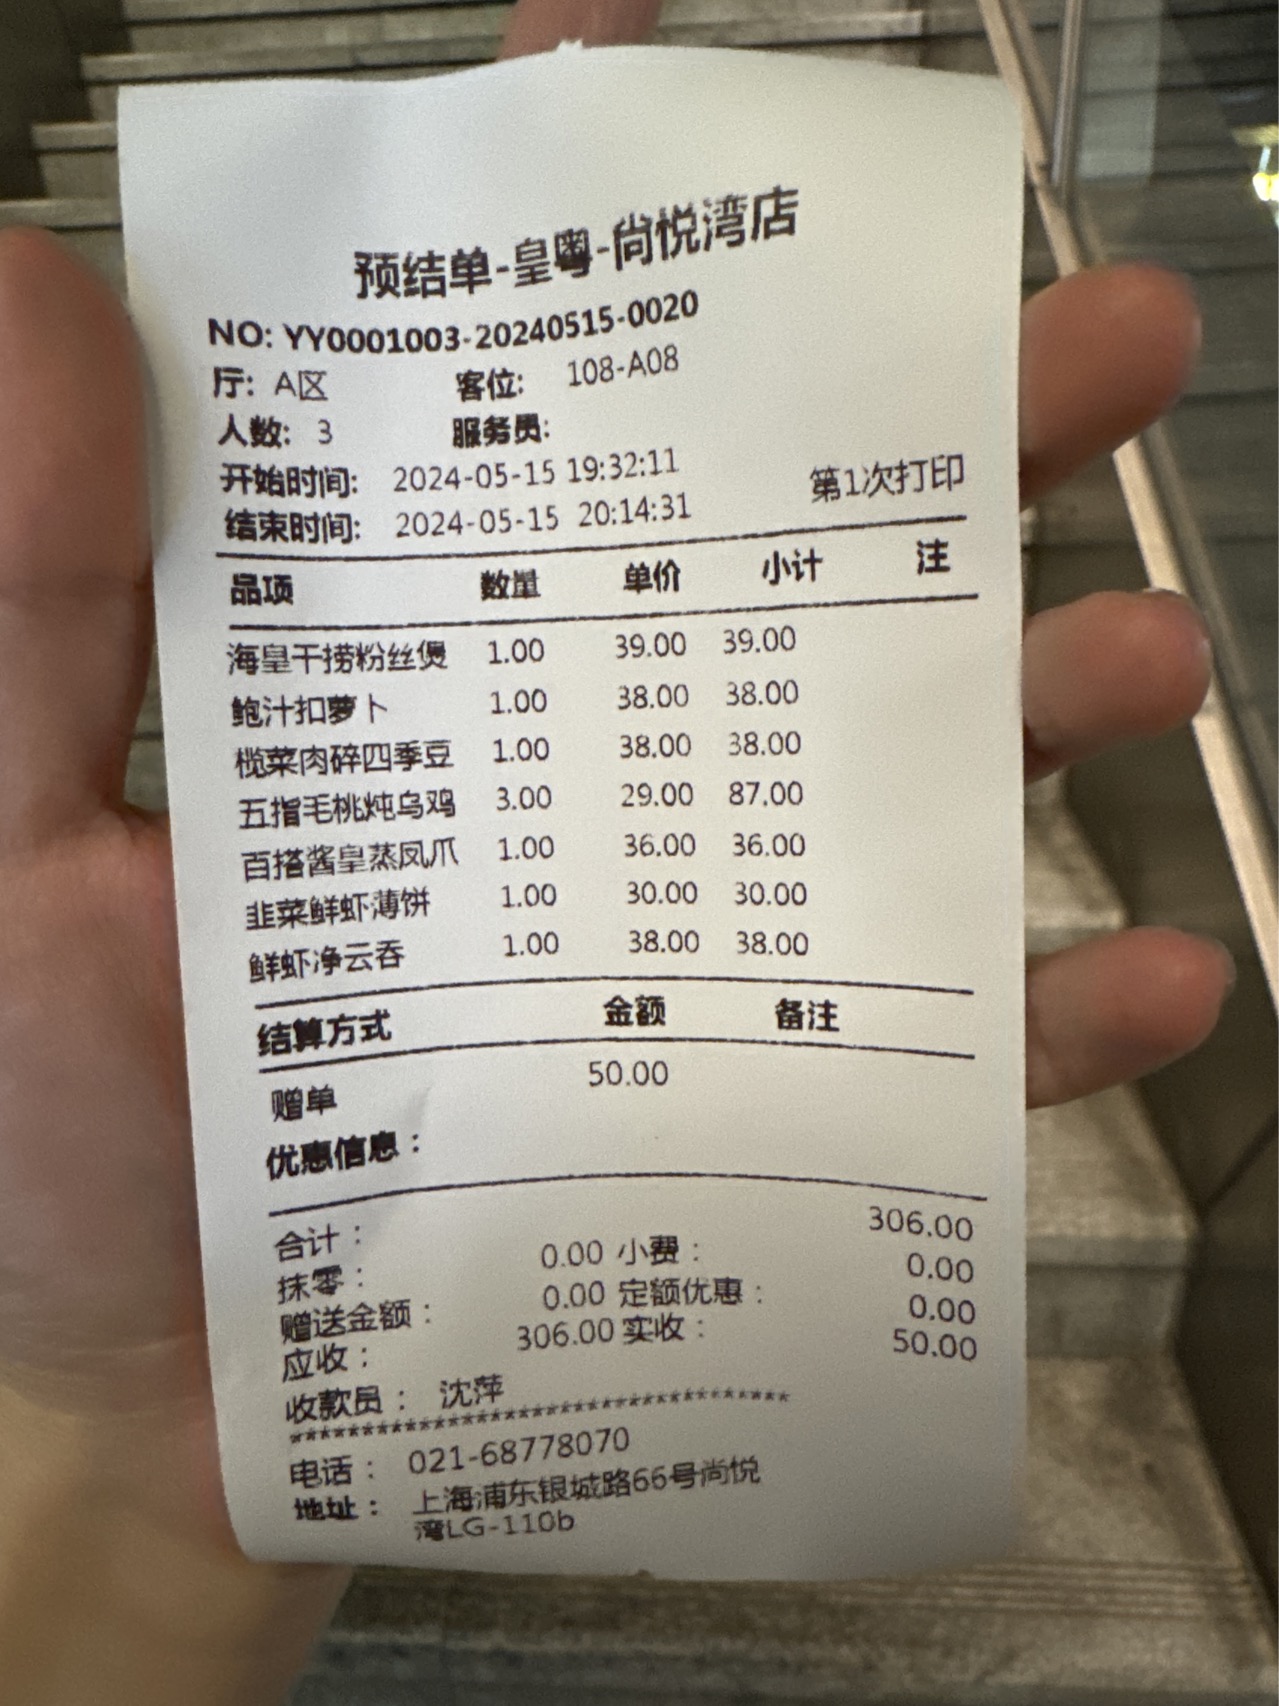 预结单-皇粤-尚悦湾店
NO: YY0001003-20240515-0020
厅: A区 客位: 108-A08
人数: 3 服务员:
开始时间: 2024-05-15 19:32:11
结束时间: 2024-05-15 20:14:31 第1次打印
品项 数量 单价 小计 注
海皇干捞粉丝煲 1.00 39.00 39.00
鲍汁扣萝卜 1.00 38.00 38.00
榄菜肉碎四季豆 1.00 38.00 38.00
五指毛桃炖乌鸡 3.00 29.00 87.00
百搭酱皇蒸凤爪 1.00 36.00 36.00
韭菜鲜虾薄饼 1.00 30.00 30.00
鲜虾净云吞 1.00 38.00 38.00
结算方式 金额 备注
赠单 50.00
优惠信息：
合计： 306.00
抹零： 0.00 小费： 0.00
赠送金额： 0.00 定额优惠： 0.00
应收： 306.00 实收： 50.00
收款员： 沈萍
****************************************
电话： 021-68778070
地址： 上海浦东银城路66号尚悦
湾LG-110b